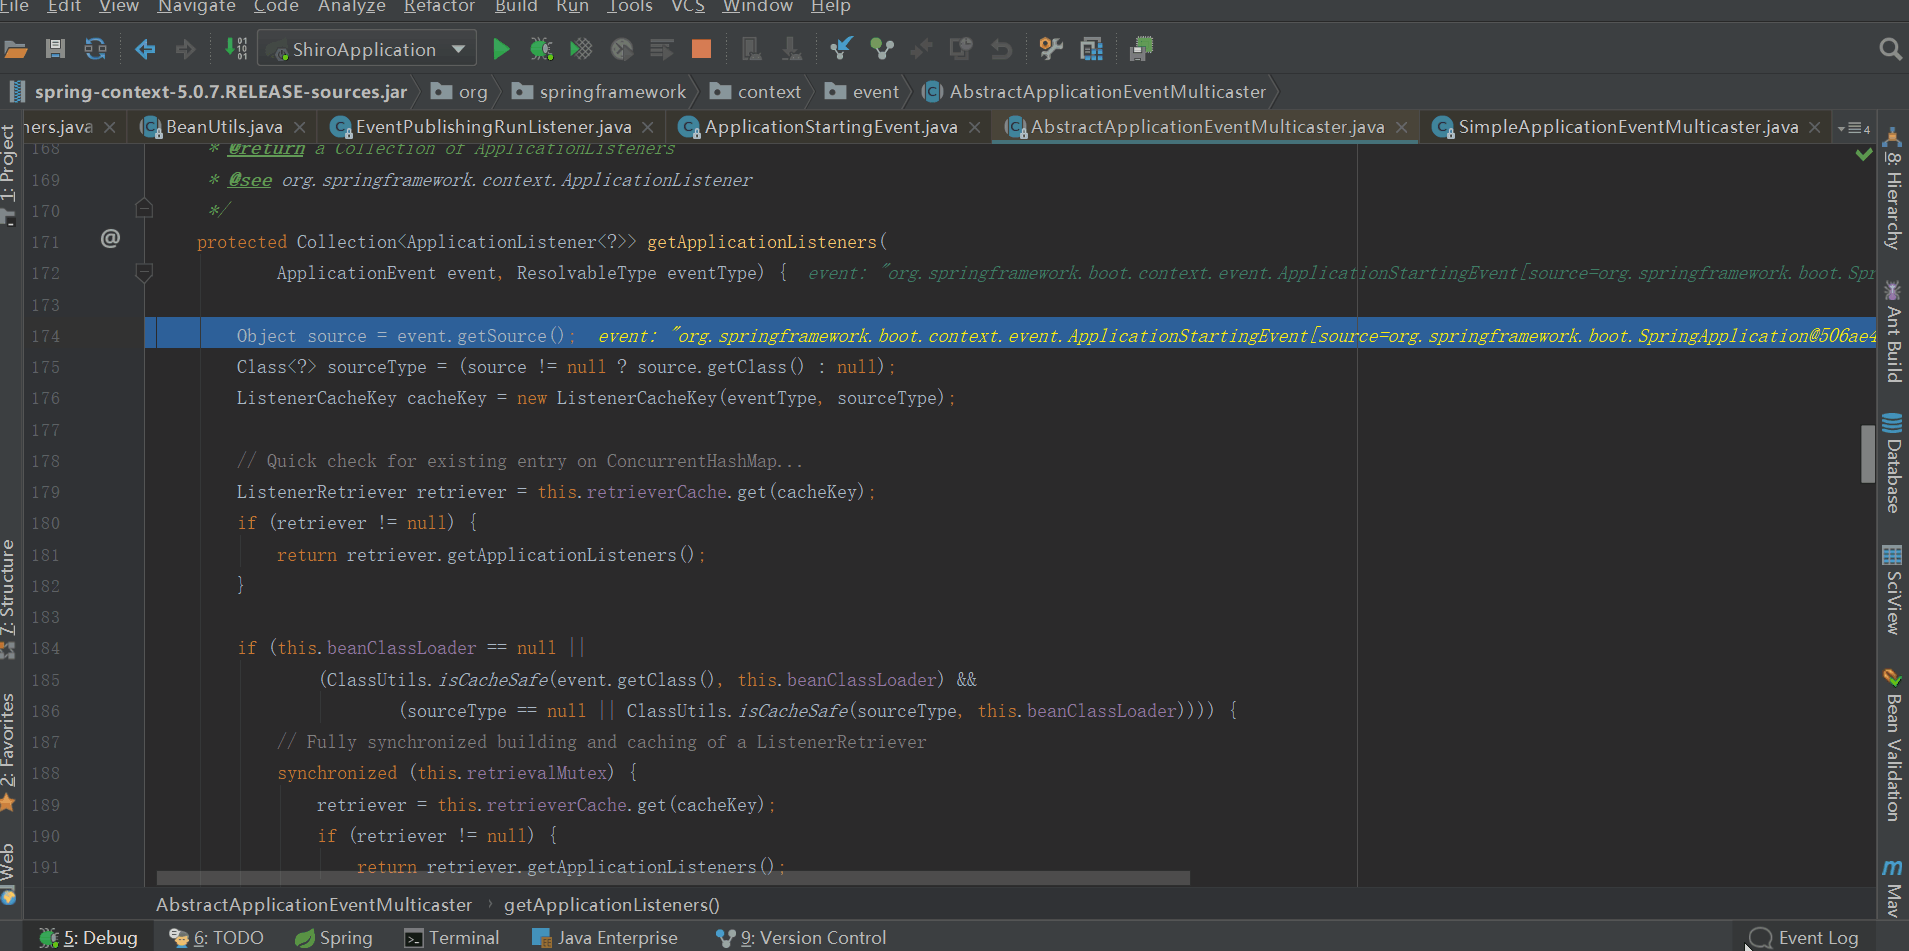 File Edit View Navigate Code Analyze Refactor Build Run Tools VCS Window Help
ShiroApplication
spring-context-5.0.7.RELEASE-sources.jar org springframework context event AbstractApplicationEventMulticaster
ners.java BeanUtils.java EventPublishingRunListener.java ApplicationStartingEvent.java AbstractApplicationEventMulticaster.java SimpleApplicationEventMulticaster.java 4
168 * @return a Collection of ApplicationListeners
169 * @see org.springframework.context.ApplicationListener
170 */
171 @ protected Collection<ApplicationListener<?>> getApplicationListeners(
172 ApplicationEvent event, ResolvableType eventType) { event: "org.springframework.boot.context.event.ApplicationStartingEvent[source=org.springframework.boot.Spr
173
174 Object source = event.getSource(); event: "org.springframework.boot.context.event.ApplicationStartingEvent[source=org.springframework.boot.SpringApplication@506ae4
175 Class<?> sourceType = (source != null ? source.getClass() : null);
176 ListenerCacheKey cacheKey = new ListenerCacheKey(eventType, sourceType);
177
178 // Quick check for existing entry on ConcurrentHashMap...
179 ListenerRetriever retriever = this.retrieverCache.get(cacheKey);
180 if (retriever != null) {
181 return retriever.getApplicationListeners();
182 }
183
184 if (this.beanClassLoader == null ||
185 (ClassUtils.isCacheSafe(event.getClass(), this.beanClassLoader) &&
186 (sourceType == null || ClassUtils.isCacheSafe(sourceType, this.beanClassLoader)))) {
187 // Fully synchronized building and caching of a ListenerRetriever
188 synchronized (this.retrievalMutex) {
189 retriever = this.retrieverCache.get(cacheKey);
190 if (retriever != null) {
191 return retriever.getApplicationListeners();
AbstractApplicationEventMulticaster › getApplicationListeners()
5: Debug 6: TODO Spring Terminal Java Enterprise 9: Version Control Event Log
1: Project
7: Structure
2: Favorites
Web
8: Hierarchy
Ant Build
Database
SciView
Bean Validation
m Mav